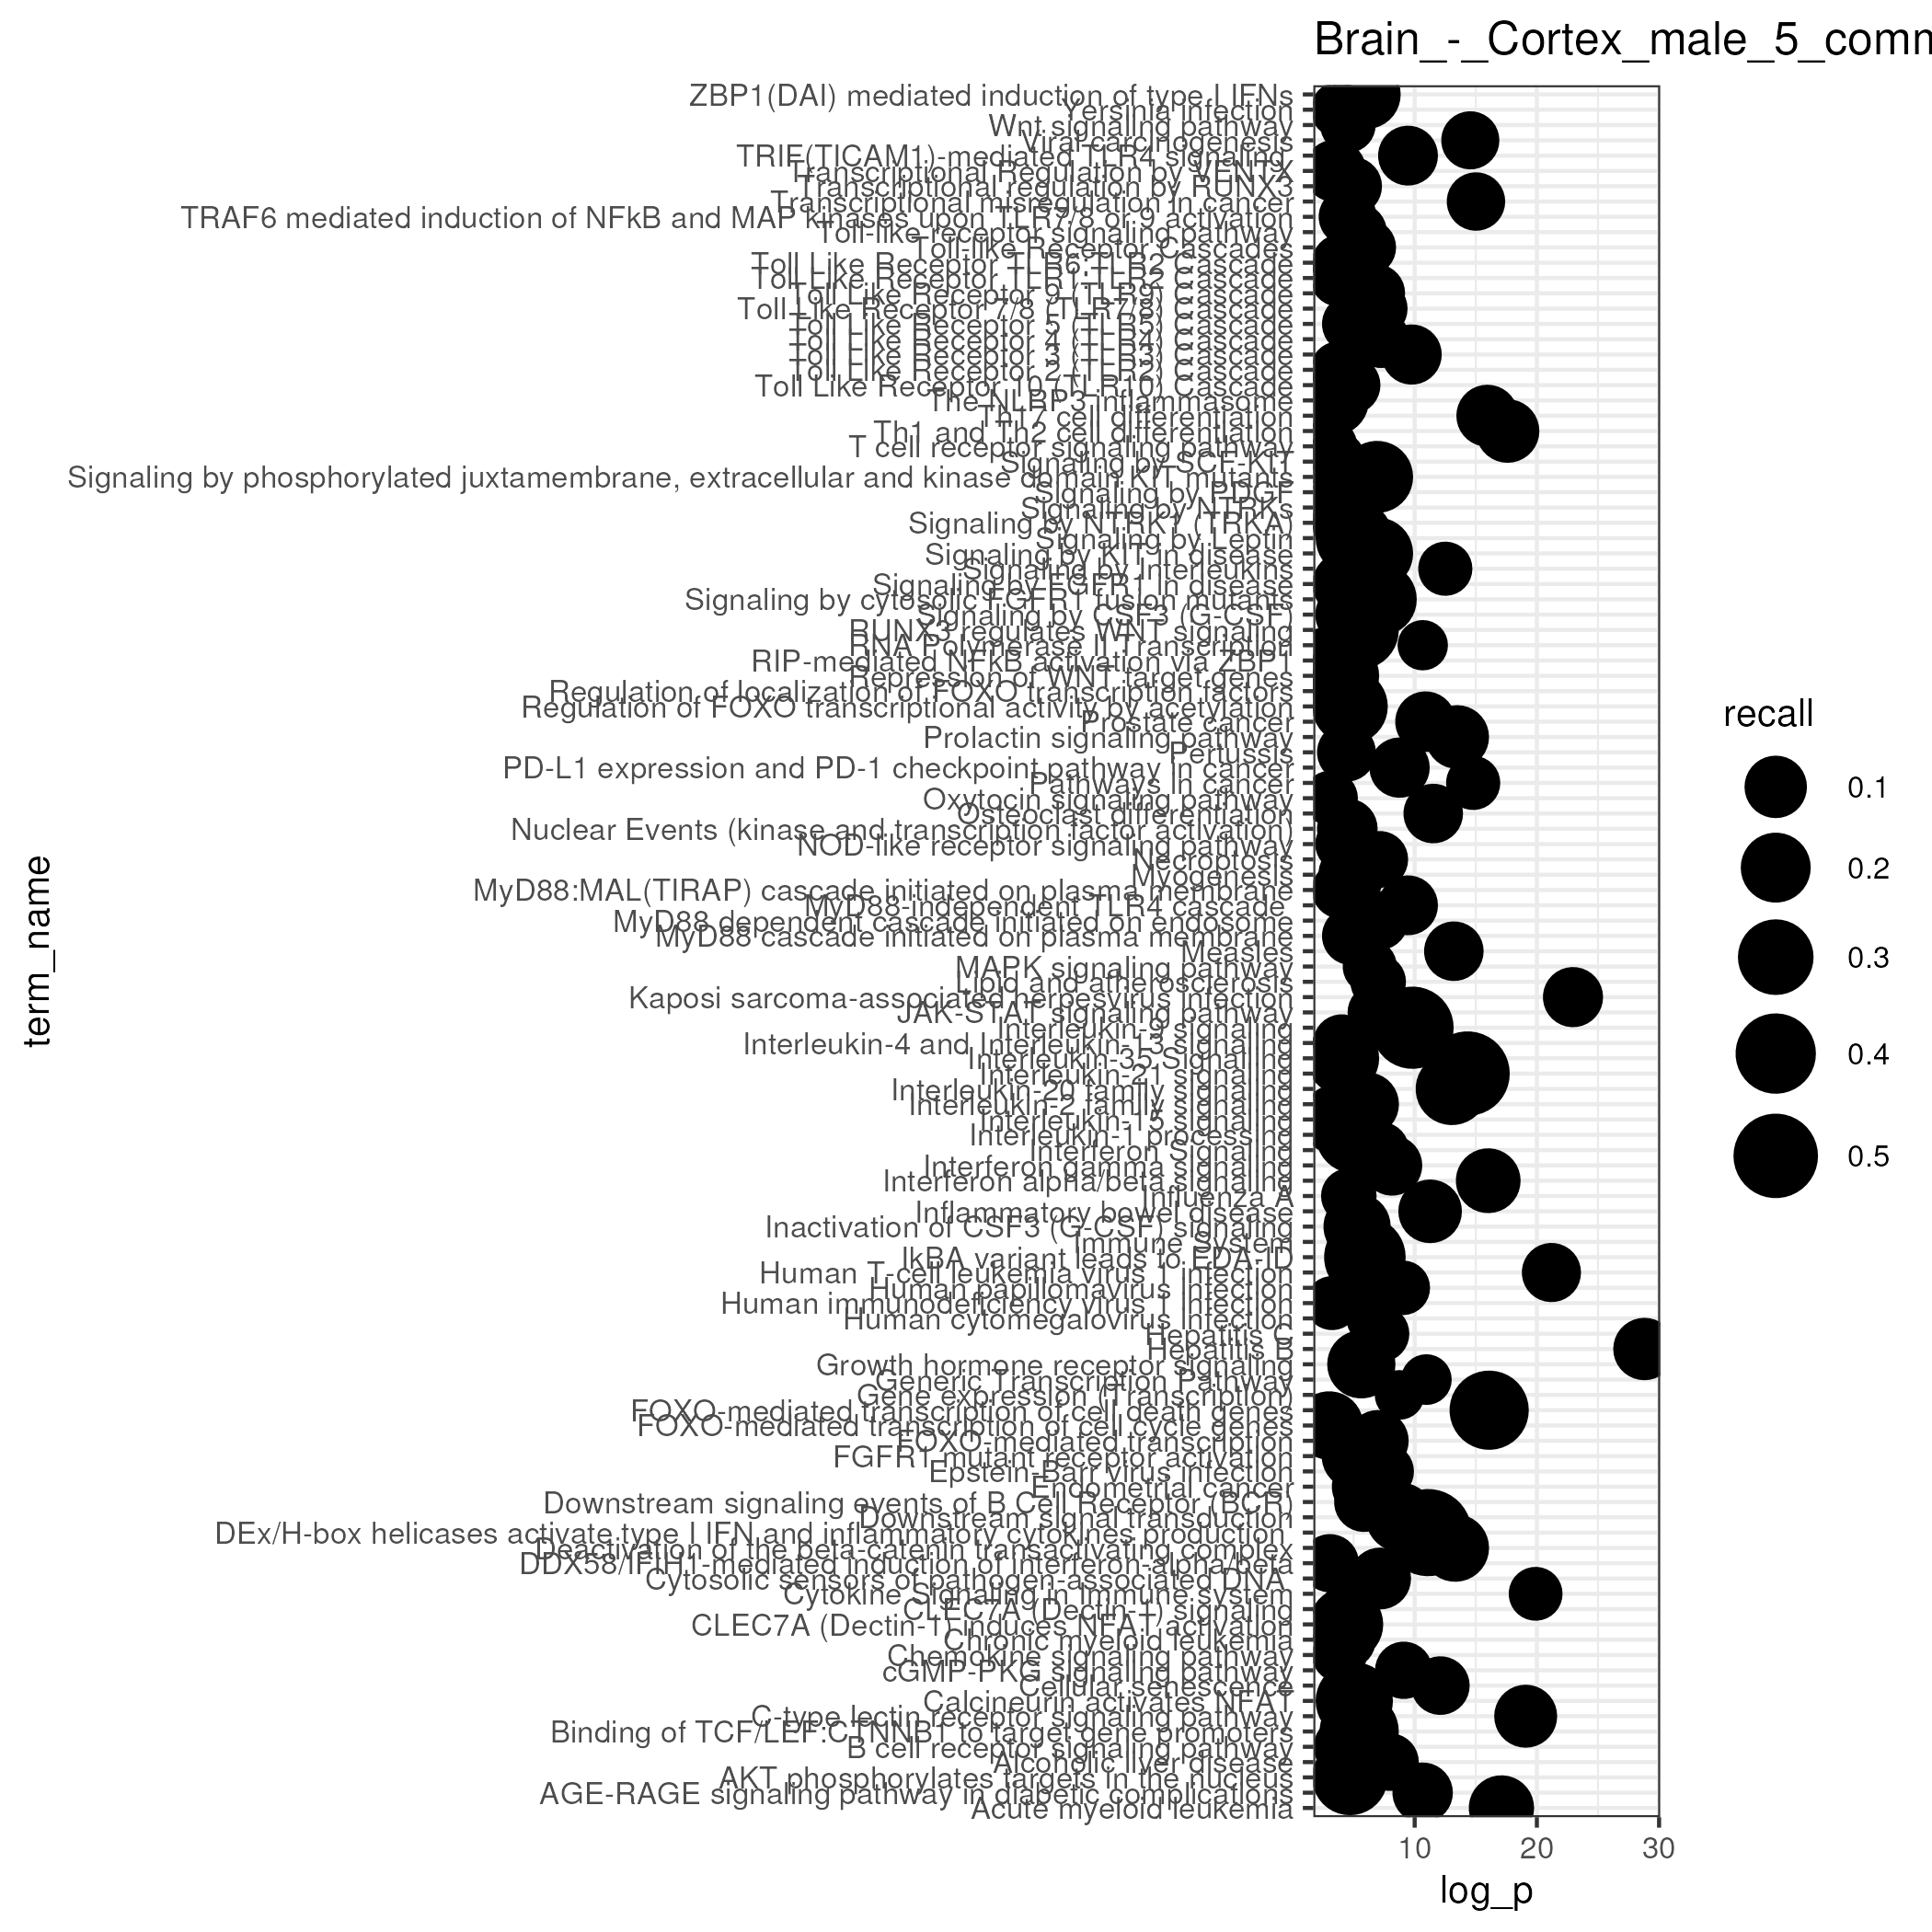 Brain_-_Cortex_male_5_comm
ZBP1(DAI) mediated induction of type I IFNs
Yersinia infection
Wnt signaling pathway
Viral carcinogenesis
TRIF(TICAM1)-mediated TLR4 signaling
Transcriptional Regulation by VENTX
Transcriptional regulation by RUNX3
Transcriptional misregulation in cancer
TRAF6 mediated induction of NFkB and MAP kinases upon TLR7/8 or 9 activation
Toll-like receptor signaling pathway
Toll-like Receptor Cascades
Toll Like Receptor TLR6:TLR2 Cascade
Toll Like Receptor TLR1:TLR2 Cascade
Toll Like Receptor 9 (TLR9) Cascade
Toll Like Receptor 7/8 (TLR7/8) Cascade
Toll Like Receptor 5 (TLR5) Cascade
Toll Like Receptor 4 (TLR4) Cascade
Toll Like Receptor 3 (TLR3) Cascade
Toll Like Receptor 2 (TLR2) Cascade
Toll Like Receptor 10 (TLR10) Cascade
The NLRP3 inflammasome
Th17 cell differentiation
Th1 and Th2 cell differentiation
T cell receptor signaling pathway
Signaling by SCF-KIT
Signaling by phosphorylated juxtamembrane, extracellular and kinase domain KIT mutants
Signaling by PDGF
Signaling by NTRKs
Signaling by NTRK1 (TRKA)
Signaling by Leptin
Signaling by KIT in disease
Signaling by Interleukins
Signaling by FGFR1 in disease
Signaling by cytosolic FGFR1 fusion mutants
Signaling by CSF3 (G-CSF)
RUNX3 regulates WNT signaling
RNA Polymerase II Transcription
RIP-mediated NFkB activation via ZBP1
Repression of WNT target genes
Regulation of localization of FOXO transcription factors
Regulation of FOXO transcriptional activity by acetylation
Prostate cancer
Prolactin signaling pathway
Pertussis
PD-L1 expression and PD-1 checkpoint pathway in cancer
Pathways in cancer
Oxytocin signaling pathway
Osteoclast differentiation
Nuclear Events (kinase and transcription factor activation)
NOD-like receptor signaling pathway
Necroptosis
Myogenesis
MyD88:MAL(TIRAP) cascade initiated on plasma membrane
MyD88-independent TLR4 cascade
MyD88 dependent cascade initiated on endosome
MyD88 cascade initiated on plasma membrane
Measles
MAPK signaling pathway
Lipid and atherosclerosis
Kaposi sarcoma-associated herpesvirus infection
JAK-STAT signaling pathway
Interleukin-9 signaling
Interleukin-4 and Interleukin-13 signaling
Interleukin-35 Signalling
Interleukin-21 signaling
Interleukin-20 family signaling
Interleukin-2 family signaling
Interleukin-15 signaling
Interleukin-1 processing
Interferon Signaling
Interferon gamma signaling
Interferon alpha/beta signaling
Influenza A
Inflammatory bowel disease
Inactivation of CSF3 (G-CSF) signaling
Immune System
IkBA variant leads to EDA-ID
Human T-cell leukemia virus 1 infection
Human papillomavirus infection
Human immunodeficiency virus 1 infection
Human cytomegalovirus infection
Hepatitis C
Hepatitis B
Growth hormone receptor signaling
Generic Transcription Pathway
Gene expression (Transcription)
FOXO-mediated transcription of cell death genes
FOXO-mediated transcription of cell cycle genes
FOXO-mediated transcription
FGFR1 mutant receptor activation
Epstein-Barr virus infection
Endometrial cancer
Downstream signaling events of B Cell Receptor (BCR)
Downstream signal transduction
DEx/H-box helicases activate type I IFN and inflammatory cytokines production
Deactivation of the beta-catenin transactivating complex
DDX58/IFIH1-mediated induction of interferon-alpha/beta
Cytosolic sensors of pathogen-associated DNA
Cytokine Signaling in Immune system
CLEC7A (Dectin-1) signaling
CLEC7A (Dectin-1) induces NFAT activation
Chronic myeloid leukemia
Chemokine signaling pathway
cGMP-PKG signaling pathway
Cellular senescence
Calcineurin activates NFAT
C-type lectin receptor signaling pathway
Binding of TCF/LEF:CTNNB1 to target gene promoters
B cell receptor signaling pathway
Alcoholic liver disease
AKT phosphorylates targets in the nucleus
AGE-RAGE signaling pathway in diabetic complications
Acute myeloid leukemia
term_name
10 20 30
log_p
recall
0.1
0.2
0.3
0.4
0.5